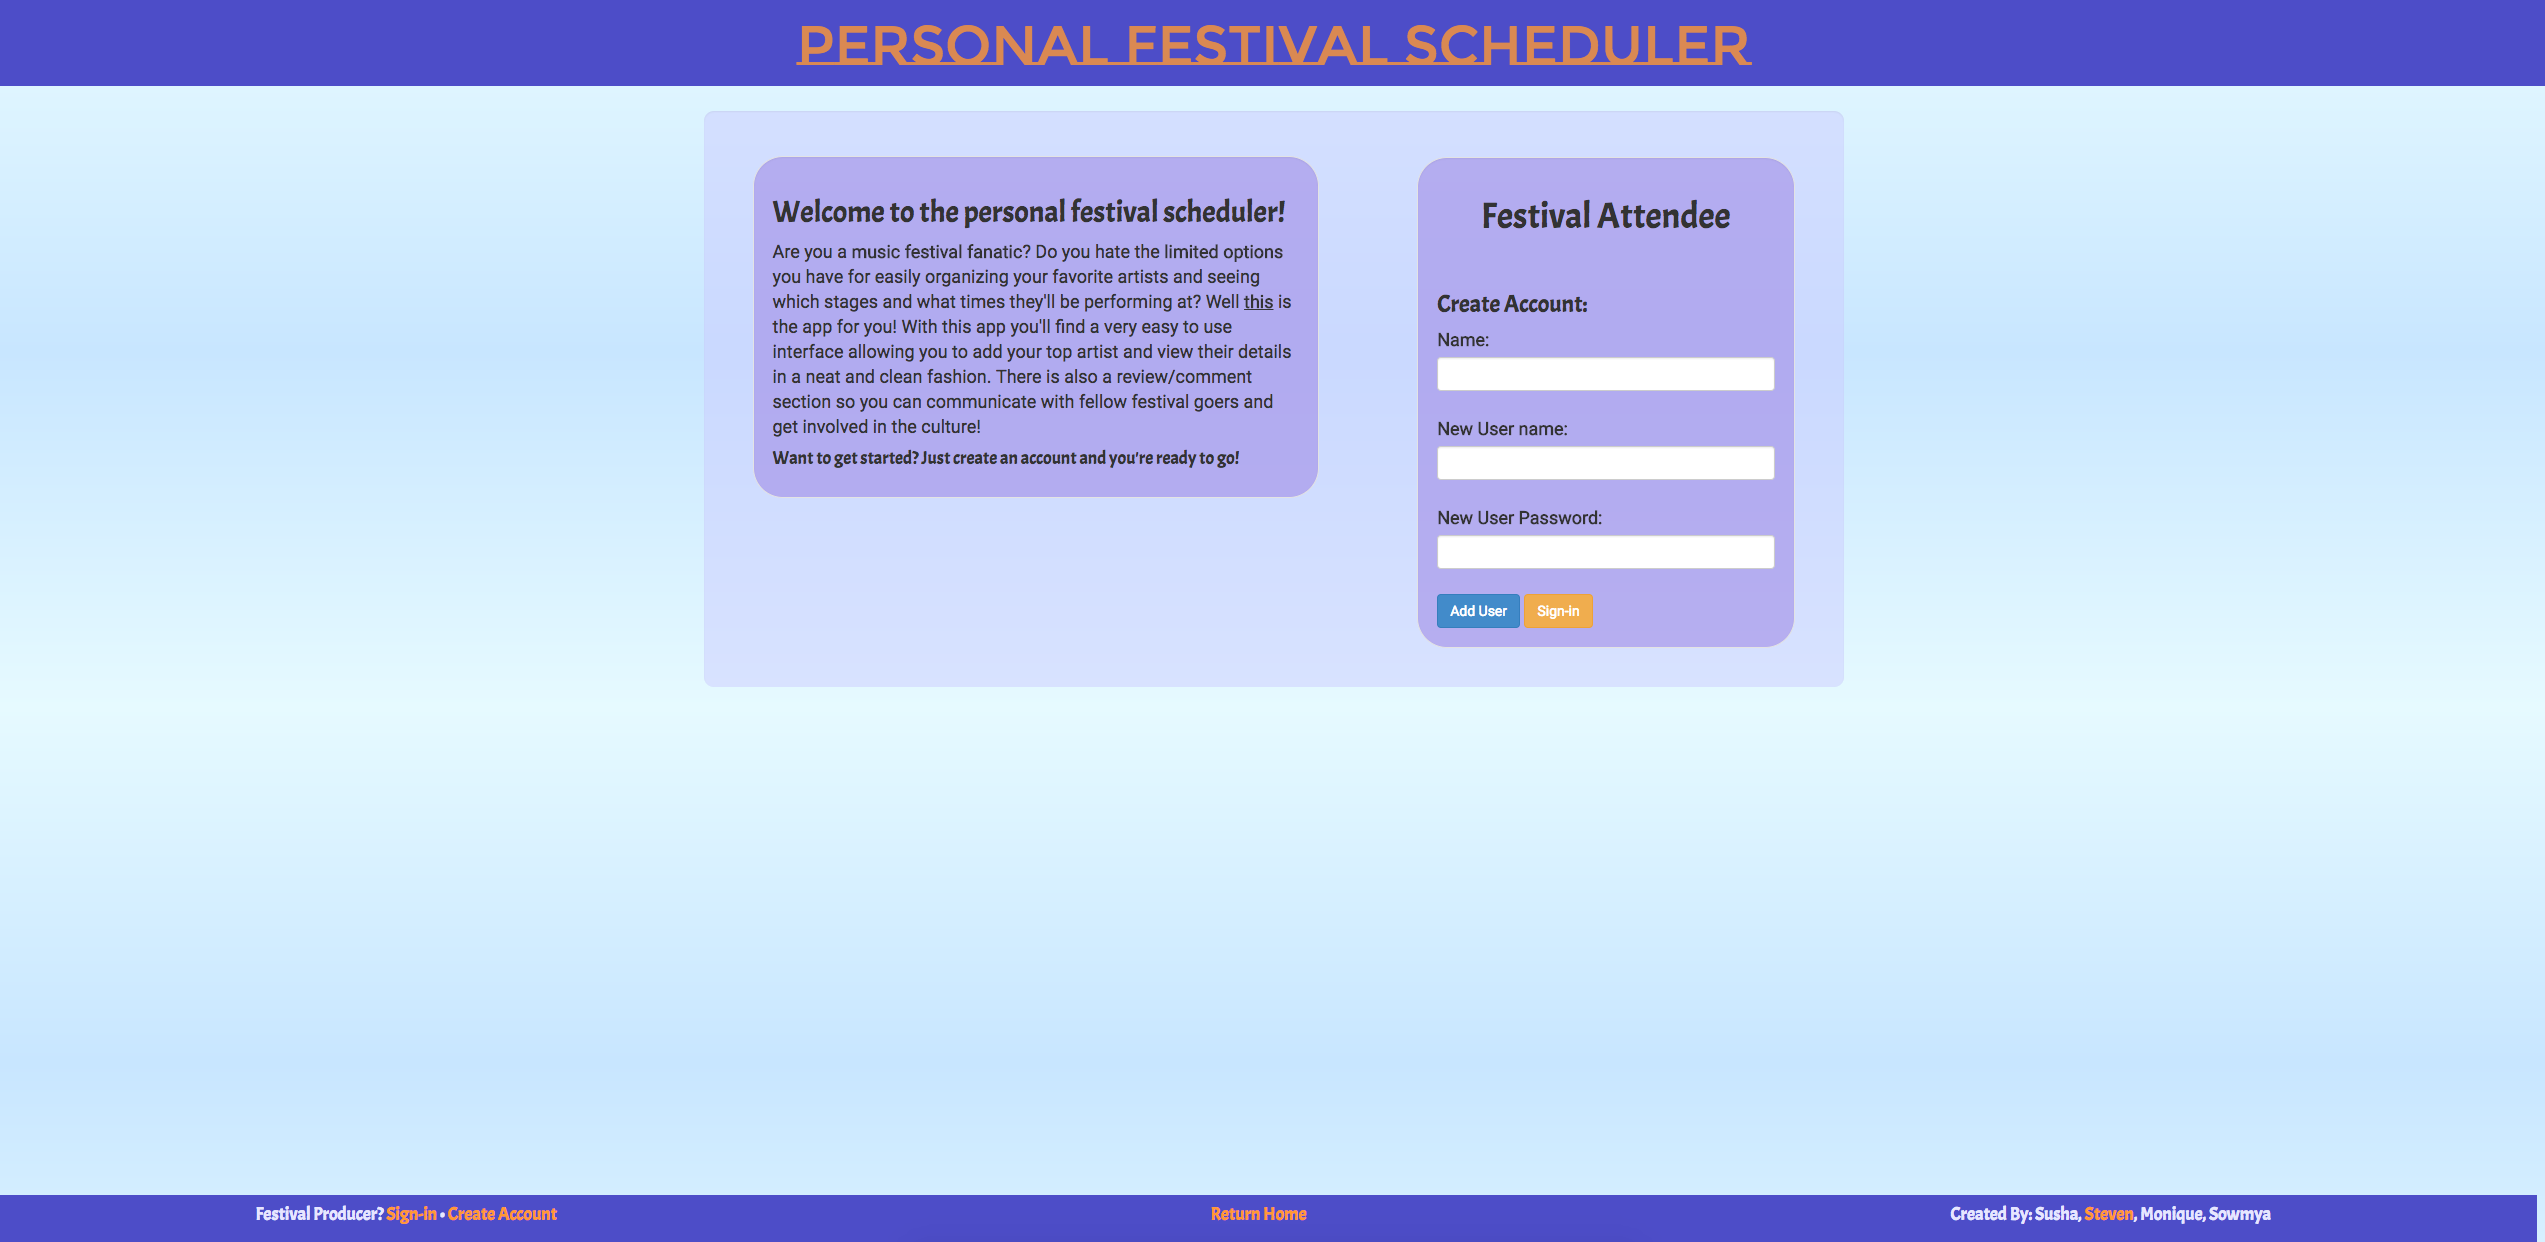 PERSONAL FESTIVAL SCHEDULER
Welcome to the personal festival scheduler!
Are you a music festival fanatic? Do you hate the limited options
you have for easily organizing your favorite artists and seeing
which stages and what times they'll be performing at? Well this is
the app for you! With this app you'll find a very easy to use
interface allowing you to add your top artist and view their details
in a neat and clean fashion. There is also a review/comment
section so you can communicate with fellow festival goers and
get involved in the culture!
Want to get started? Just create an account and you're ready to go!
Festival Attendee
Create Account:
Name:
New User name:
New User Password:
Add User Sign-in
Festival Producer? Sign-in • Create Account
Return Home
Created By: Susha, Steven, Monique, Sowmya